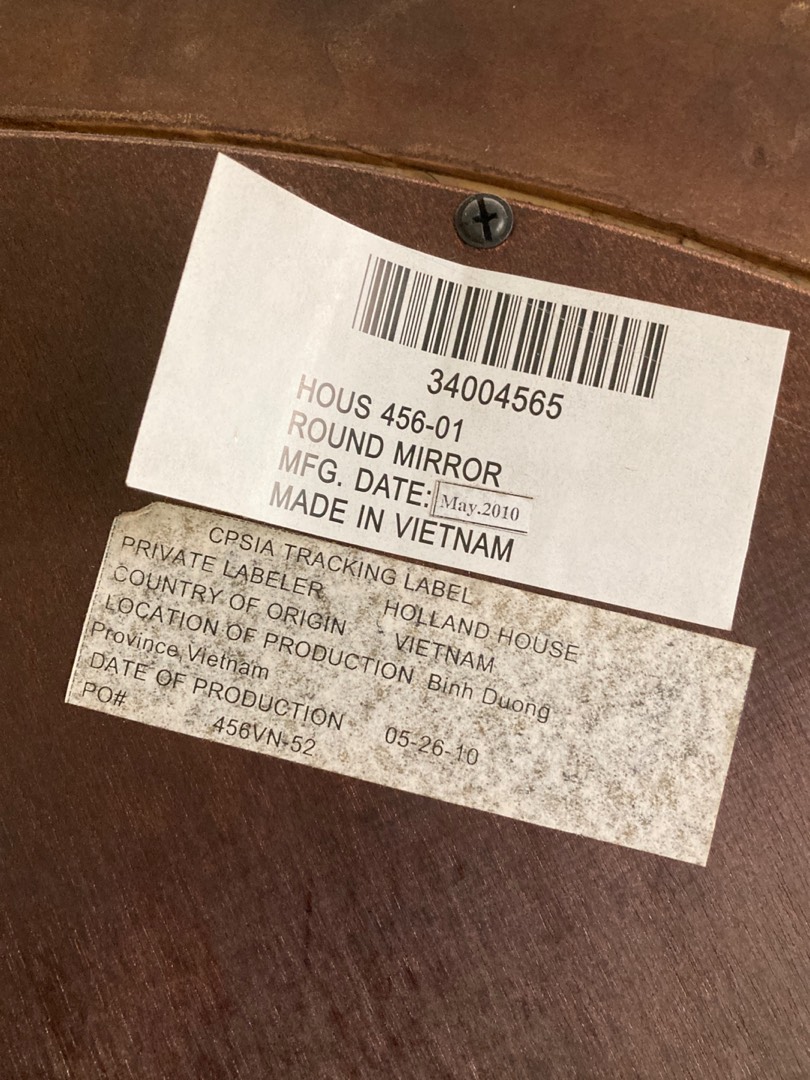 34004565
HOUS 456-01
ROUND MIRROR
MFG. DATE: May.2010
MADE IN VIETNAM
CPSIA TRACKING LABEL
PRIVATE LABELER HOLLAND HOUSE
COUNTRY OF ORIGIN VIETNAM
LOCATION OF PRODUCTION Binh Duong
Province,Vietnam
DATE OF PRODUCTION 05-26-10
PO# 456VN-52